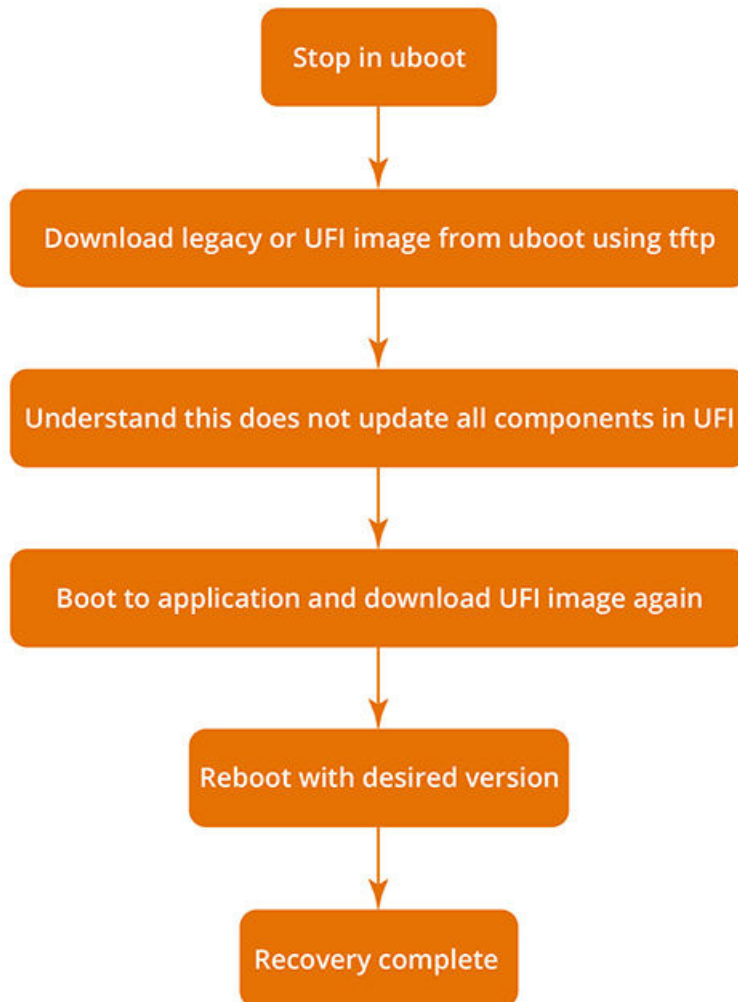 Stop in uboot
Download legacy or UFI image from uboot using tftp
Understand this does not update all components in UFI
Boot to application and download UFI image again
Reboot with desired version
Recovery complete